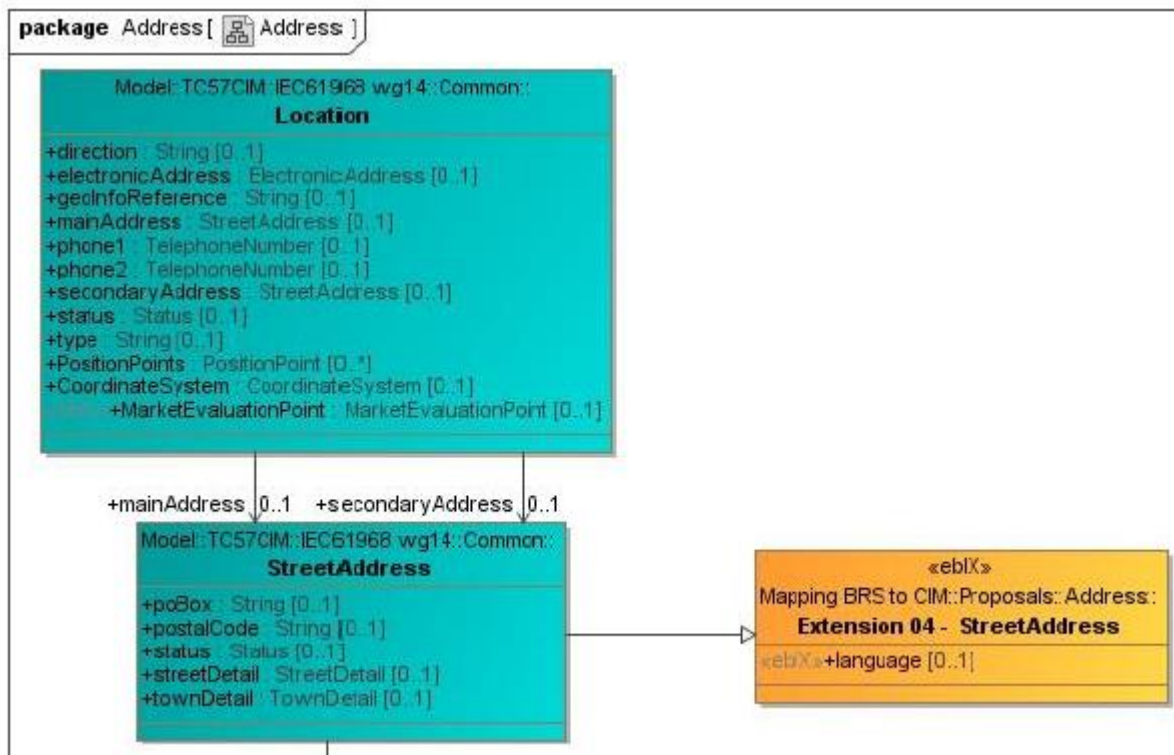 package Address [ Address ]
Model::TC57CIM::IEC61968 wg14::Common::
Location
+direction : String [0..1]
+electronicAddress : ElectronicAddress [0..1]
+geoInfoReference : String [0..1]
+mainAddress : StreetAddress [0..1]
+phone1 : TelephoneNumber [0..1]
+phone2 : TelephoneNumber [0..1]
+secondaryAddress : StreetAddress [0..1]
+status : Status [0..1]
+type : String [0..1]
+PositionPoints : PositionPoint [0..*]
+CoordinateSystem : CoordinateSystem [0..1]
+MarketEvaluationPoint : MarketEvaluationPoint [0..1]
+mainAddress 0..1 +secondaryAddress 0..1
Model::TC57CIM::IEC61968 wg14::Common::
StreetAddress
+poBox : String [0..1]
+postalCode : String [0..1]
+status : Status [0..1]
+streetDetail : StreetDetail [0..1]
+townDetail : TownDetail [0..1]
«ebIX»
Mapping BRS to CIM::Proposals::Address::
Extension 04 - StreetAddress
«ebIX»+language [0..1]